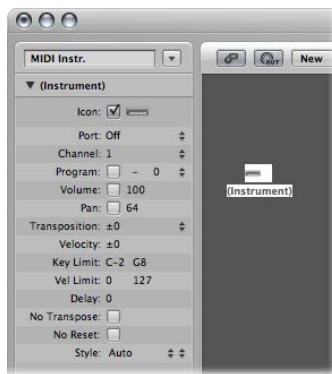 MIDI Instr.
OUT
New
(Instrument)
Icon:
Port: Off
Channel: 1
Program: - 0
Volume: 100
Pan: 64
Transposition: ±0
Velocity: ±0
Key Limit: C-2 G8
Vel Limit: 0 127
Delay: 0
No Transpose:
No Reset:
Style: Auto
(Instrument)